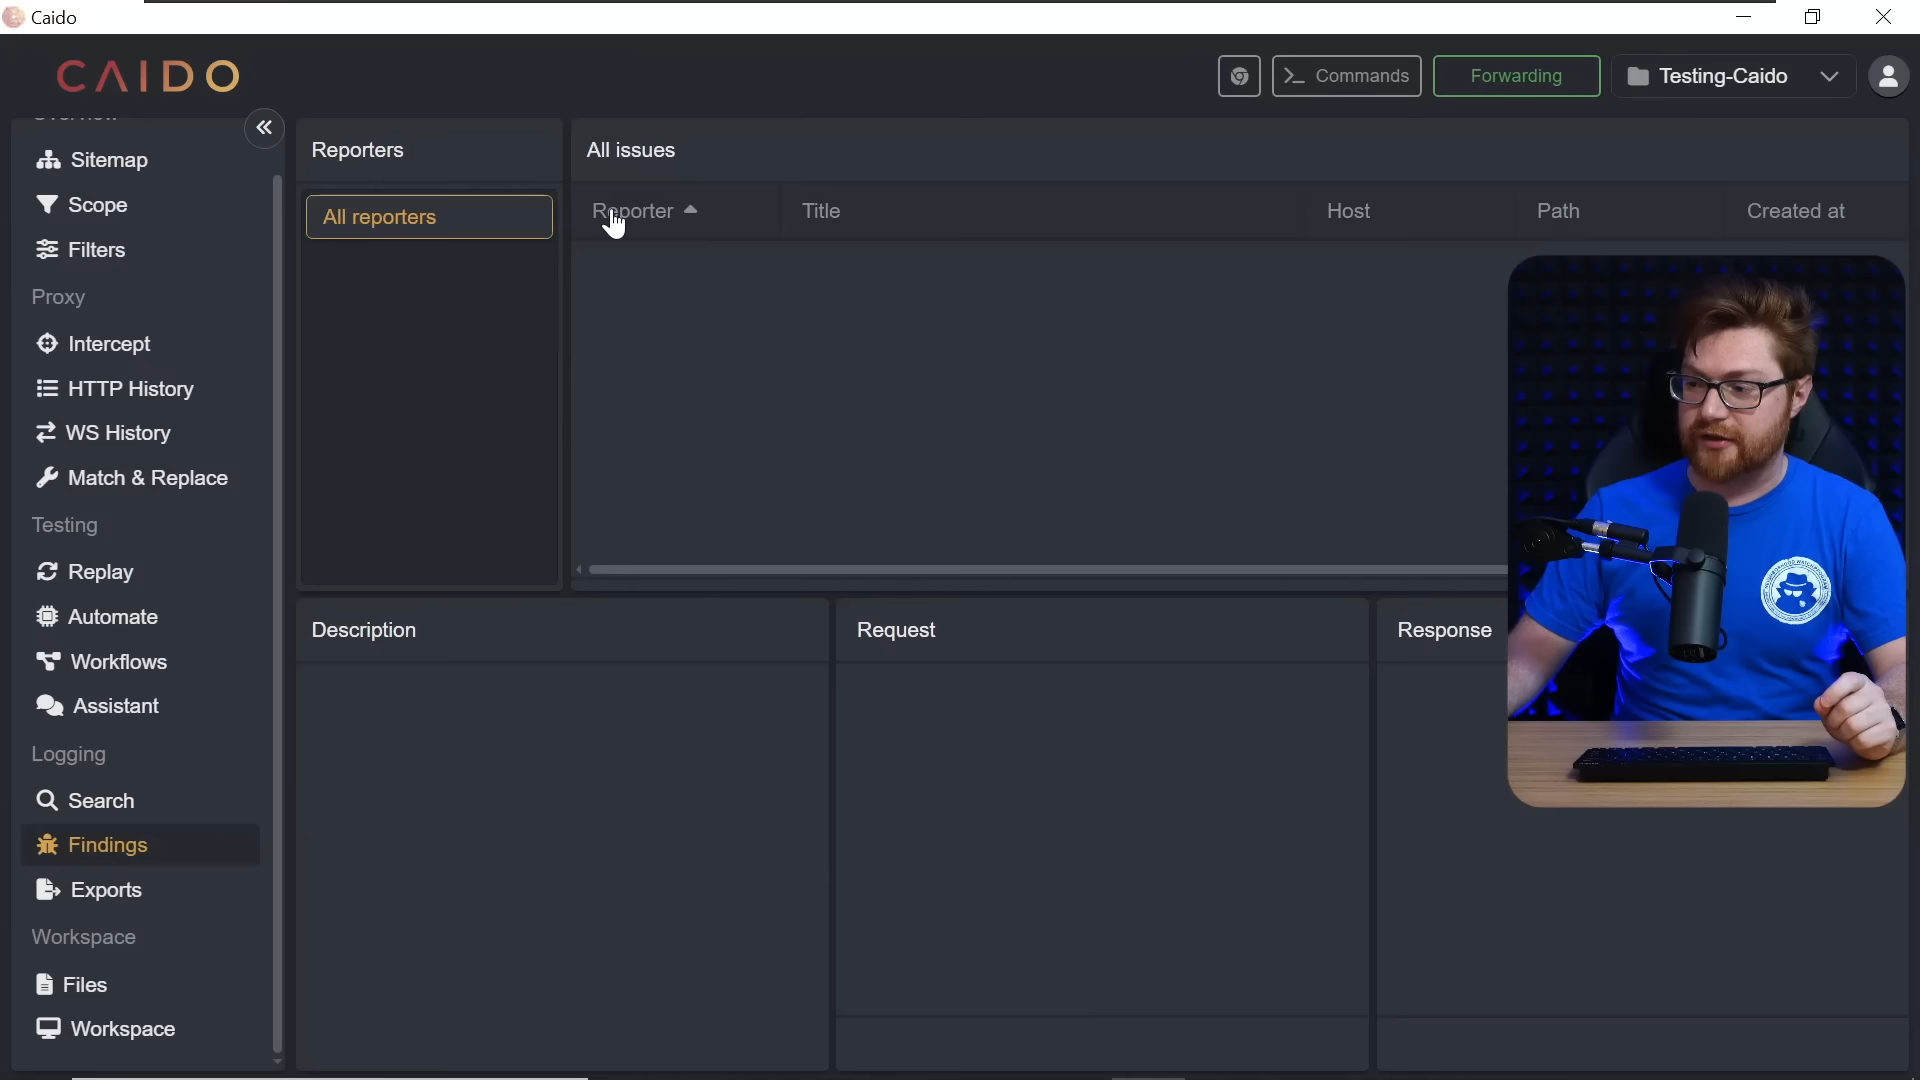 Caido
CAIDO
Commands
Forwarding
Testing-Caido
Sitemap
Scope
Filters
Proxy
Intercept
HTTP History
WS History
Match & Replace
Testing
Replay
Automate
Workflows
Assistant
Logging
Search
Findings
Exports
Workspace
Files
Workspace
Reporters
All reporters
All issues
Reporter
Title
Host
Path
Created at
Description
Request
Response